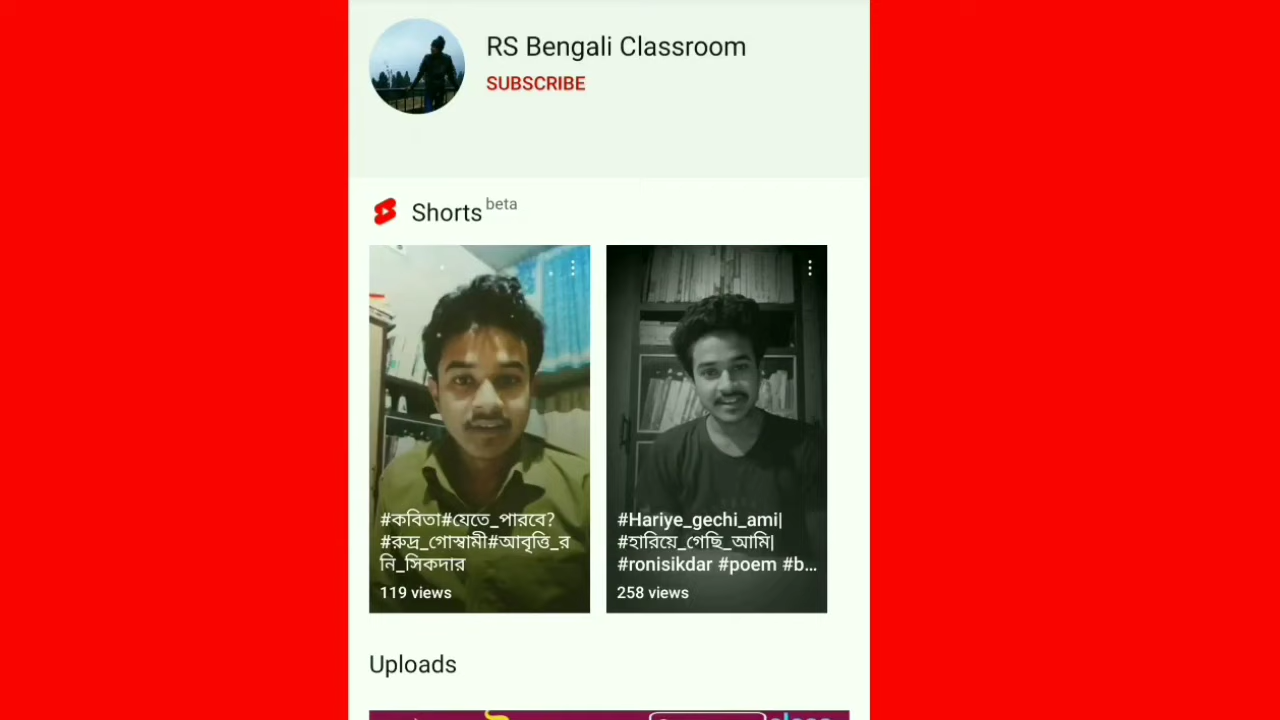 RS Bengali Classroom
SUBSCRIBE
Shorts beta
#কবিতা#যেতে_পারবে?
#রুদ্র_গোস্বামী#আবৃত্তি_র
নি_সিকদার
119 views
#Hariye_gechi_ami|
#হারিয়ে_গেছি_আমি|
#ronisikdar #poem #b...
258 views
Uploads